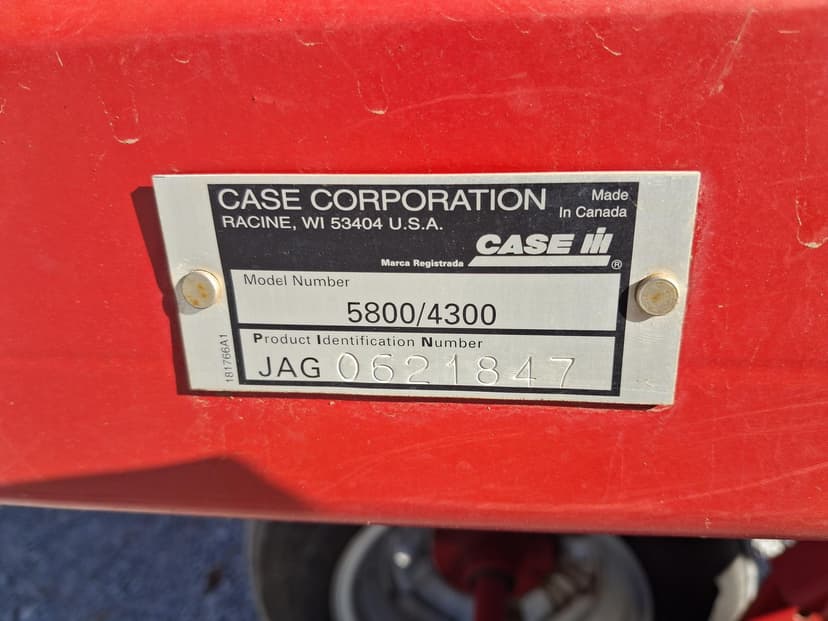 CASE CORPORATION
RACINE, WI 53404 U.S.A.
Made
In Canada
CASE IH
Marca Registrada ®
Model Number
5800/4300
Product Identification Number
JAG 0621847
181766A1